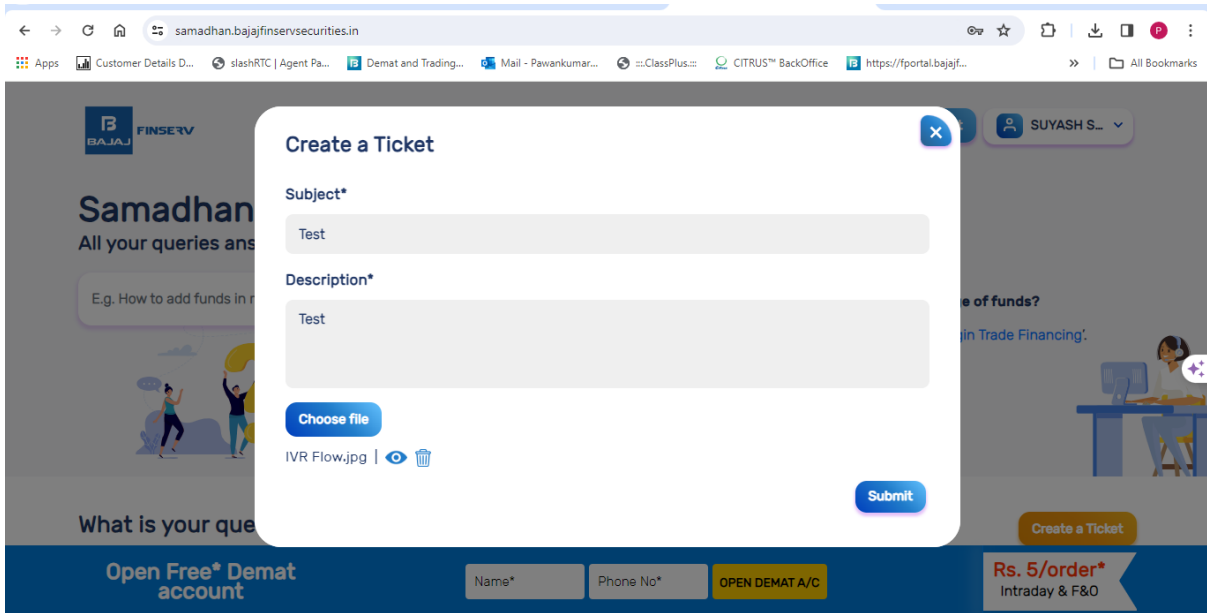 samadhan.bajajfinservsecurities.in
P
Apps
Customer Details D...
slashRTC | Agent Pa...
Demat and Trading...
Mail - Pawankumar...
:::.ClassPlus.:::
CITRUS™ BackOffice
https://fportal.bajajf...
»
All Bookmarks
BAJAJ FINSERV
SUYASH S...
Samadhan
All your queries ans
E.g. How to add funds in r
e of funds?
gin Trade Financing'.
Create a Ticket
Subject*
Test
Description*
Test
Choose file
IVR Flow.jpg |
Submit
What is your que
Create a Ticket
Open Free* Demat
account
Name*
Phone No*
OPEN DEMAT A/C
Rs. 5/order*
Intraday & F&O